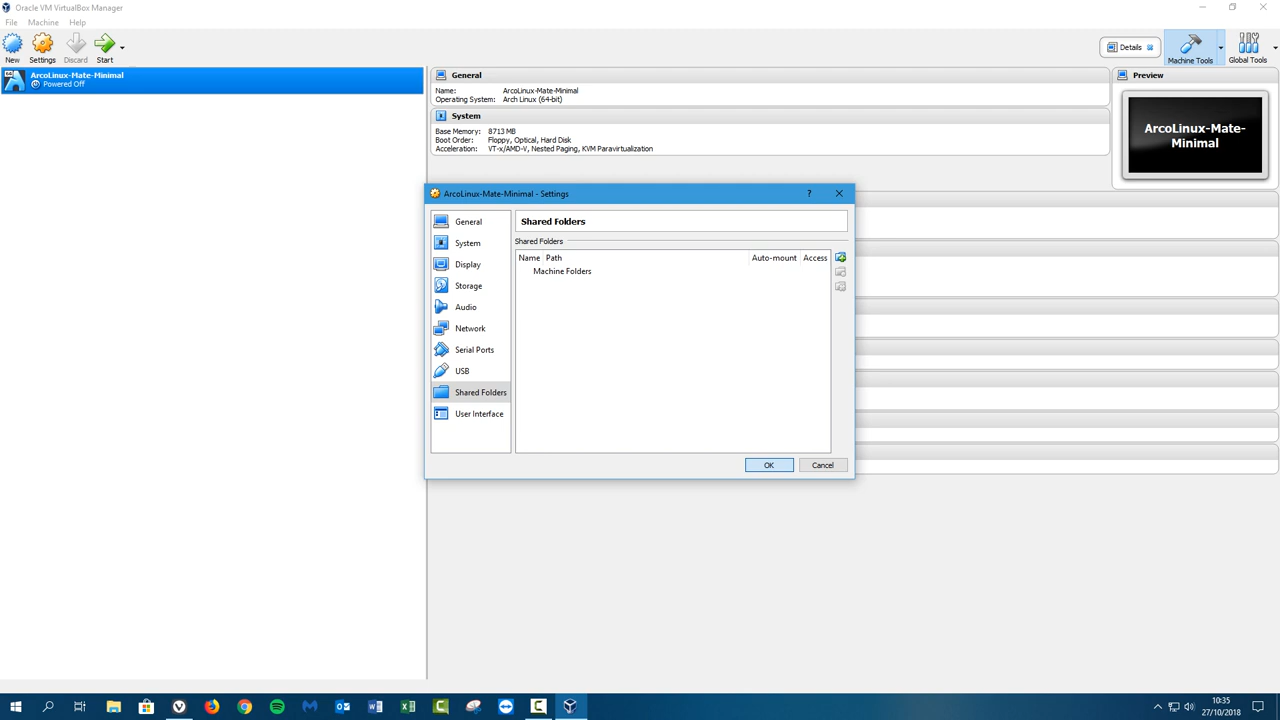 Oracle VM VirtualBox Manager
File Machine Help
New Settings Discard Start
Details Machine Tools Global Tools
ArcoLinux-Mate-Minimal
Powered Off
General
Name: ArcoLinux-Mate-Minimal
Operating System: Arch Linux (64-bit)
System
Base Memory: 8713 MB
Boot Order: Floppy, Optical, Hard Disk
Acceleration: VT-x/AMD-V, Nested Paging, KVM Paravirtualization
Preview
ArcoLinux-Mate-
Minimal
ArcoLinux-Mate-Minimal - Settings
?
General
System
Display
Storage
Audio
Network
Serial Ports
USB
Shared Folders
User Interface
Shared Folders
Shared Folders
Name Path Auto-mount Access
Machine Folders
OK Cancel
10:35
27/10/2018